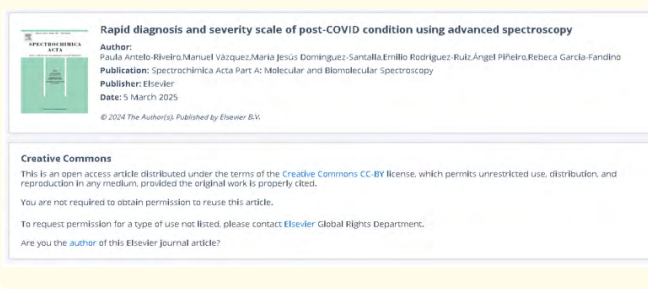 Rapid diagnosis and severity scale of post-COVID condition using advanced spectroscopy
SPECTROCHIMICA
ACTA
Author:
Paula Antelo-Riveiro,Manuel Vázquez,Maria Jesús Domínguez-Santalla,Emilio Rodríguez-Ruiz,Ángel Piñeiro,Rebeca Garcia-Fandino
Publication: Spectrochimica Acta Part A: Molecular and Biomolecular Spectroscopy
Publisher: Elsevier
Date: 5 March 2025
© 2024 The Author(s). Published by Elsevier B.V.
Creative Commons
This is an open access article distributed under the terms of the Creative Commons CC-BY license, which permits unrestricted use, distribution, and
reproduction in any medium, provided the original work is properly cited.
You are not required to obtain permission to reuse this article.
To request permission for a type of use not listed, please contact Elsevier Global Rights Department.
Are you the author of this Elsevier journal article?